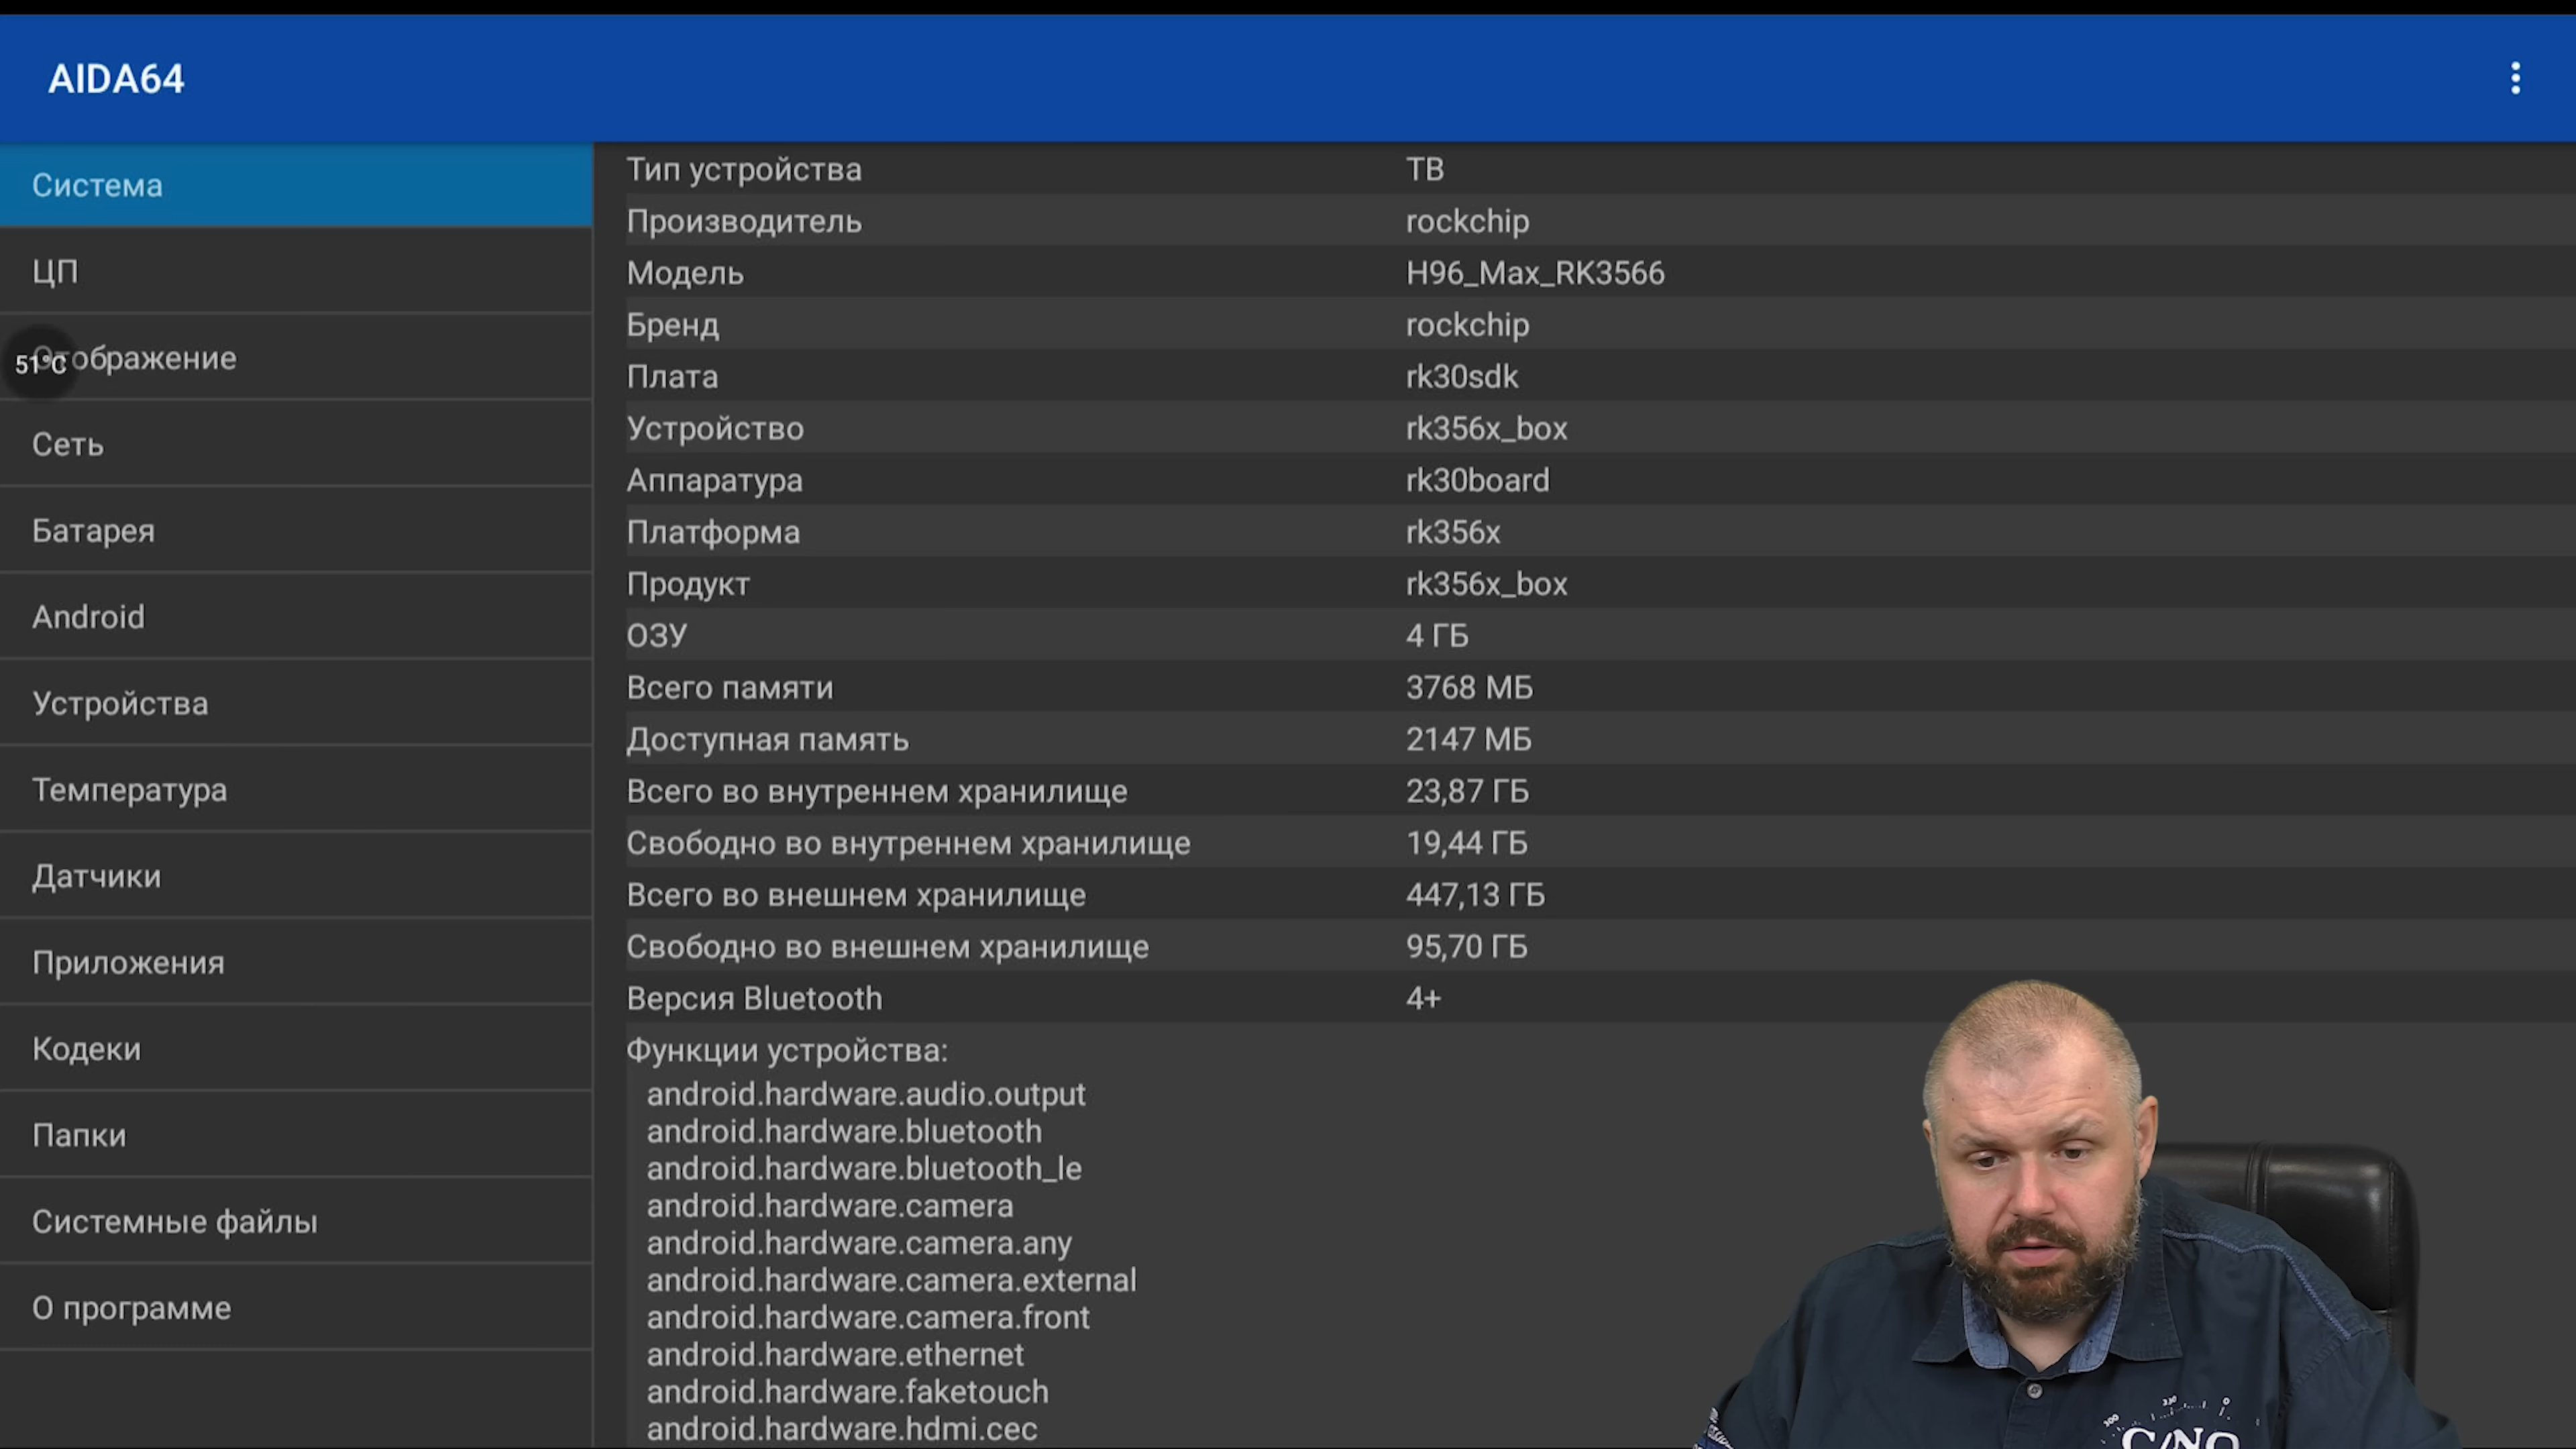 AIDA64
Система
ЦП
Отображение
51°C
Сеть
Батарея
Android
Устройства
Температура
Датчики
Приложения
Кодеки
Папки
Системные файлы
О программе
Тип устройства ТВ
Производитель rockchip
Модель H96_Max_RK3566
Бренд rockchip
Плата rk30sdk
Устройство rk356x_box
Аппаратура rk30board
Платформа rk356x
Продукт rk356x_box
ОЗУ 4 ГБ
Всего памяти 3768 МБ
Доступная память 2147 МБ
Всего во внутреннем хранилище 23,87 ГБ
Свободно во внутреннем хранилище 19,44 ГБ
Всего во внешнем хранилище 447,13 ГБ
Свободно во внешнем хранилище 95,70 ГБ
Версия Bluetooth 4+
Функции устройства:
android.hardware.audio.output
android.hardware.bluetooth
android.hardware.bluetooth_le
android.hardware.camera
android.hardware.camera.any
android.hardware.camera.external
android.hardware.camera.front
android.hardware.ethernet
android.hardware.faketouch
android.hardware.hdmi.cec